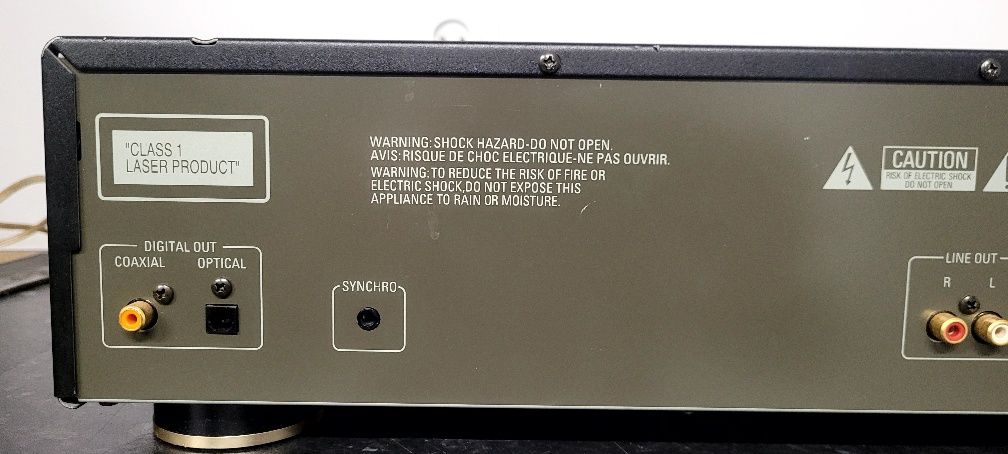 "CLASS 1
LASER PRODUCT"
WARNING:SHOCK HAZARD-DO NOT OPEN.
AVIS:RISQUE DE CHOC ELECTRIQUE-NE PAS OUVRIR.
WARNING:TO REDUCE THE RISK OF FIRE OR
ELECTRIC SHOCK,DO NOT EXPOSE THIS
APPLIANCE TO RAIN OR MOISTURE.
CAUTION
RISK OF ELECTRIC SHOCK
DO NOT OPEN
DIGITAL OUT
COAXIAL OPTICAL
SYNCHRO
LINE OUT
R L